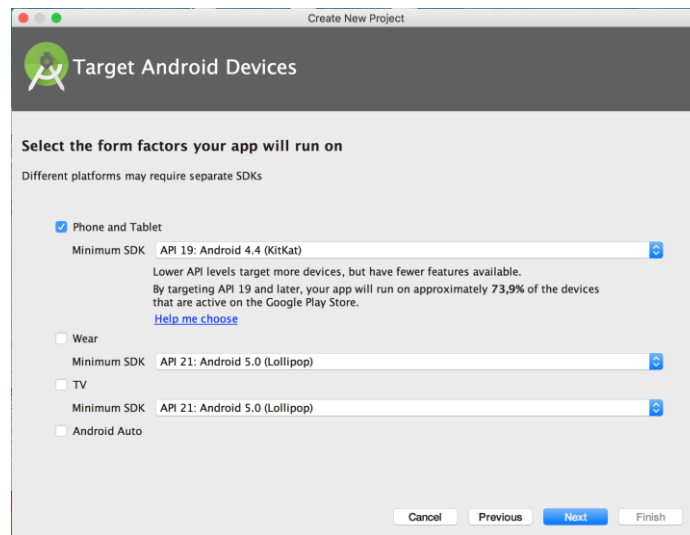 Create New Project
Target Android Devices
Select the form factors your app will run on
Different platforms may require separate SDKs
Phone and Tablet
Minimum SDK API 19: Android 4.4 (KitKat)
Lower API levels target more devices, but have fewer features available.
By targeting API 19 and later, your app will run on approximately 73,9% of the devices
that are active on the Google Play Store.
Help me choose
Wear
Minimum SDK API 21: Android 5.0 (Lollipop)
TV
Minimum SDK API 21: Android 5.0 (Lollipop)
Android Auto
Cancel Previous Next Finish